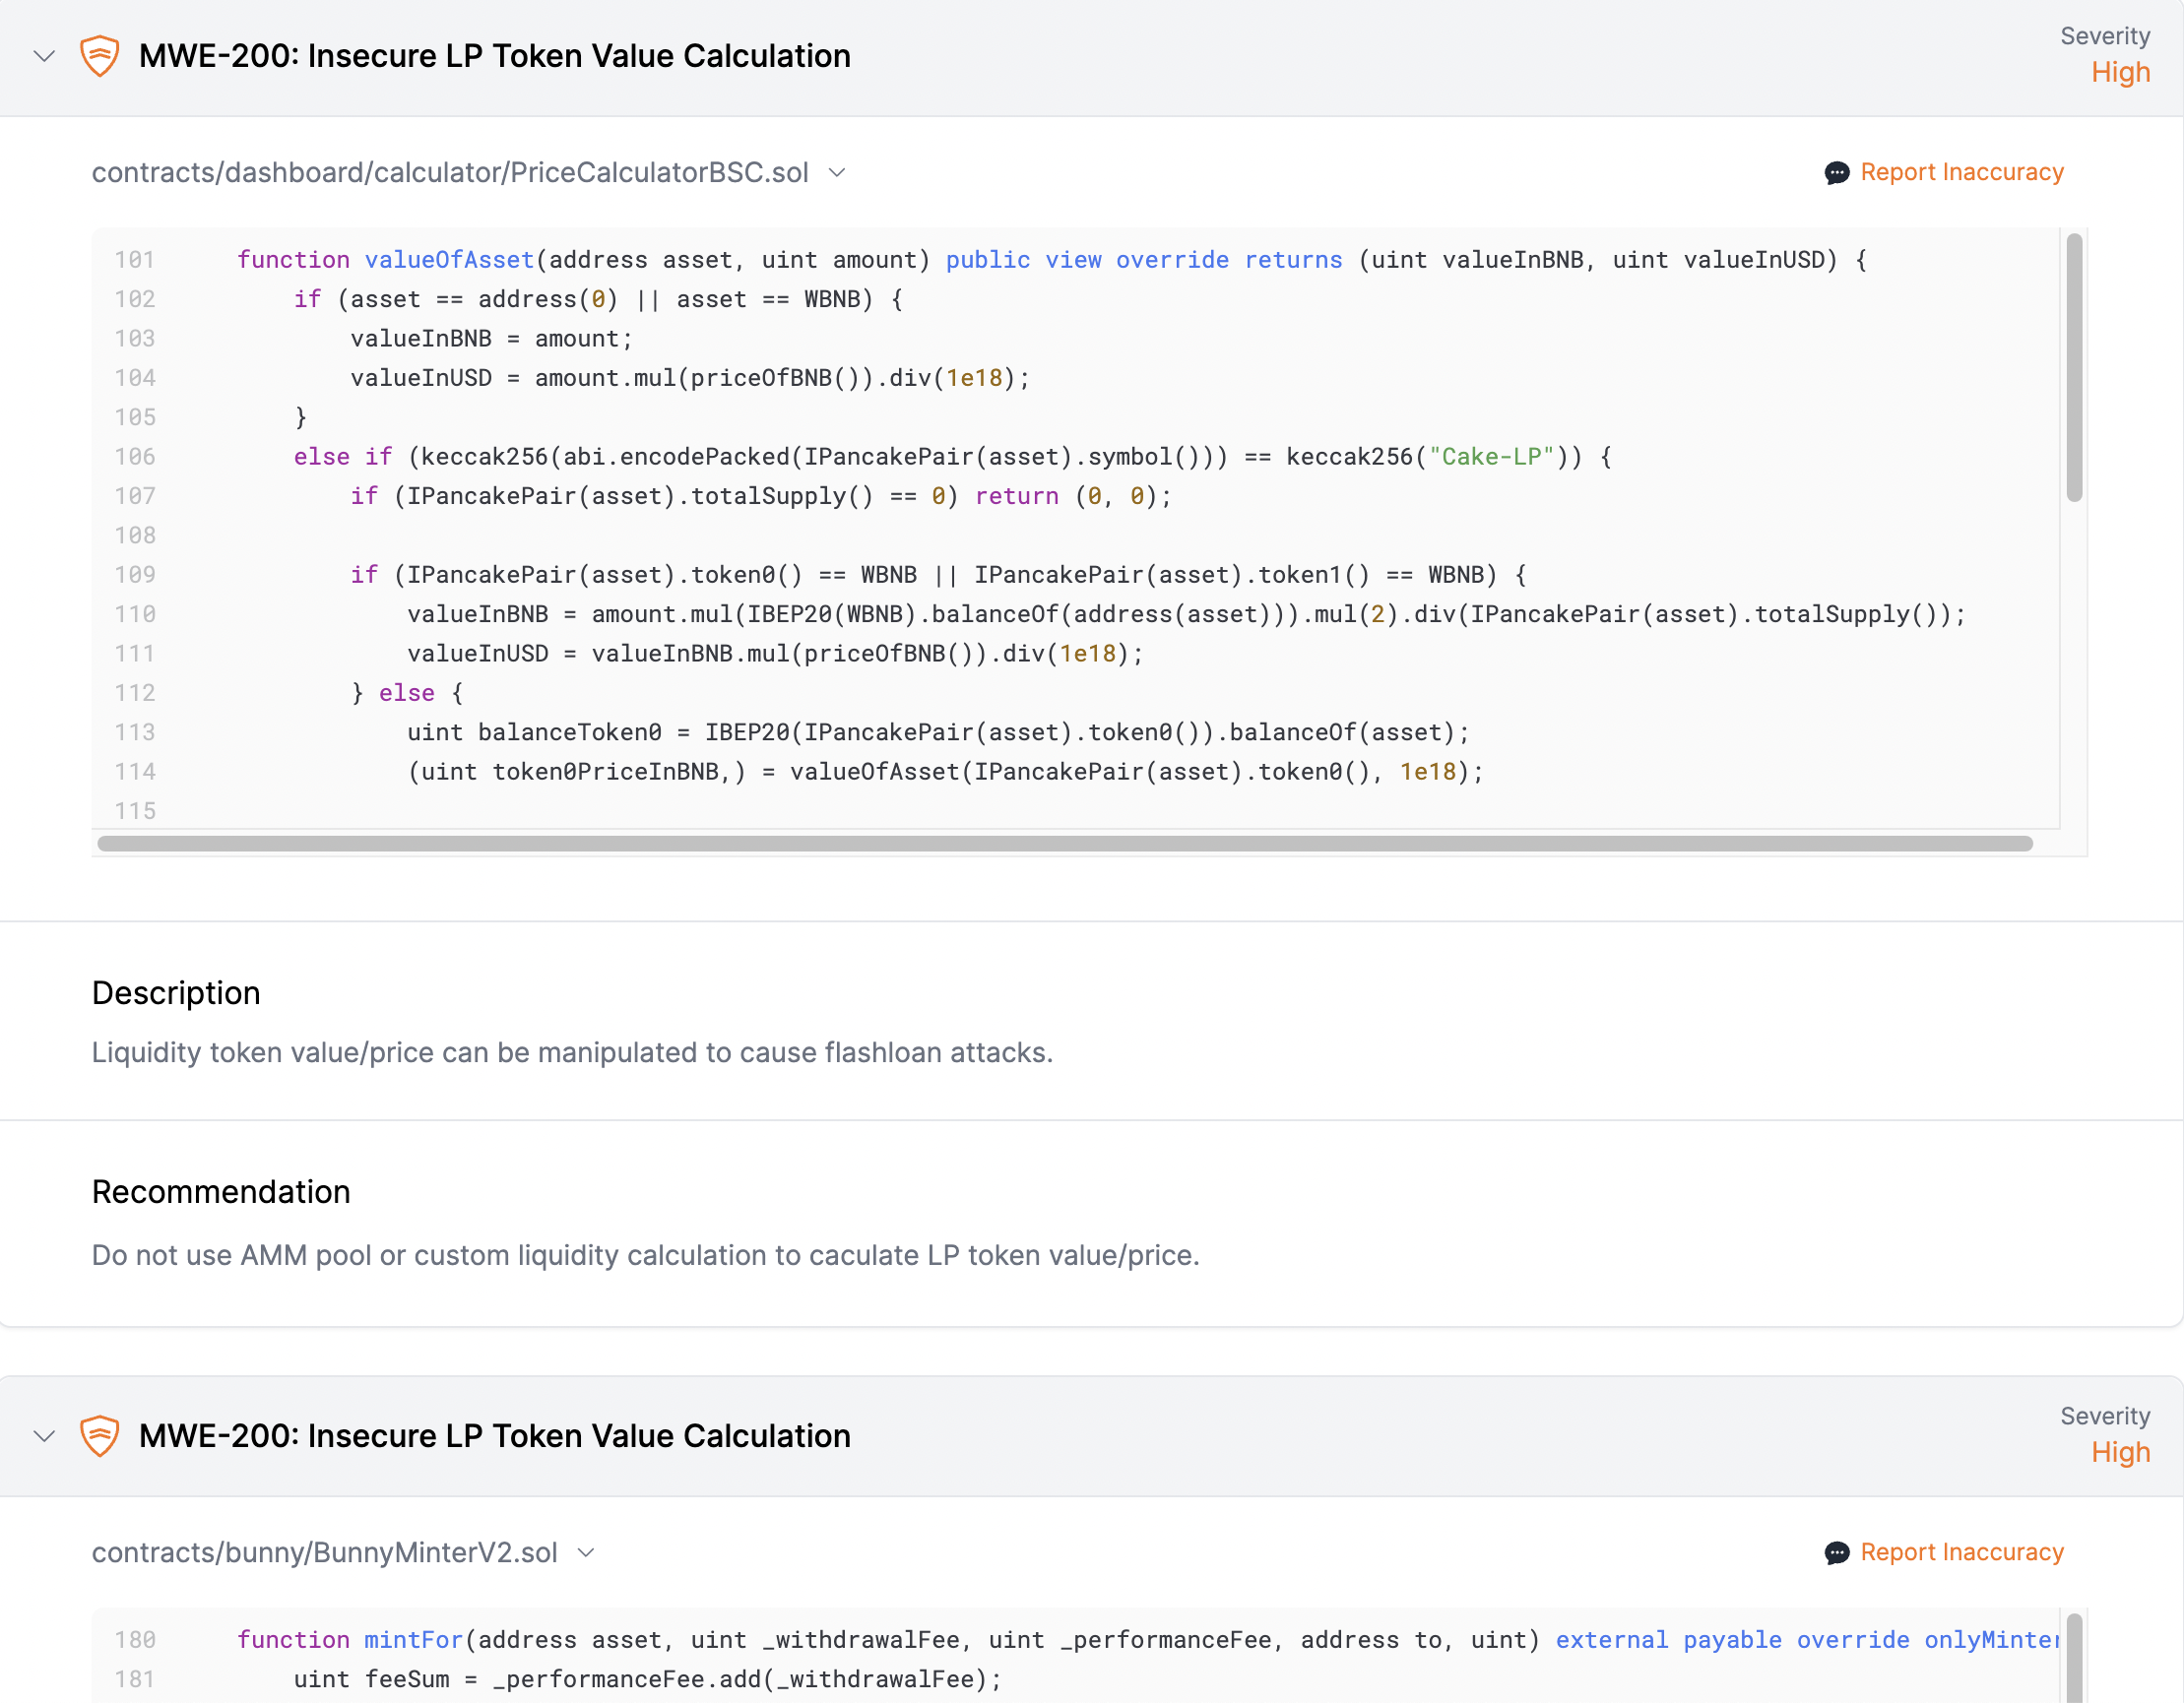 MWE-200: Insecure LP Token Value Calculation
Severity
High
contracts/dashboard/calculator/PriceCalculatorBSC.sol
Report Inaccuracy
101 function valueOfAsset(address asset, uint amount) public view override returns (uint valueInBNB, uint valueInUSD) {
102 if (asset == address(0) || asset == WBNB) {
103 valueInBNB = amount;
104 valueInUSD = amount.mul(priceOfBNB()).div(1e18);
105 }
106 else if (keccak256(abi.encodePacked(IPancakePair(asset).symbol())) == keccak256("Cake-LP")) {
107 if (IPancakePair(asset).totalSupply() == 0) return (0, 0);
108
109 if (IPancakePair(asset).token0() == WBNB || IPancakePair(asset).token1() == WBNB) {
110 valueInBNB = amount.mul(IBEP20(WBNB).balanceOf(address(asset))).mul(2).div(IPancakePair(asset).totalSupply());
111 valueInUSD = valueInBNB.mul(priceOfBNB()).div(1e18);
112 } else {
113 uint balanceToken0 = IBEP20(IPancakePair(asset).token0()).balanceOf(asset);
114 (uint token0PriceInBNB,) = valueOfAsset(IPancakePair(asset).token0(), 1e18);
115
Description
Liquidity token value/price can be manipulated to cause flashloan attacks.
Recommendation
Do not use AMM pool or custom liquidity calculation to caculate LP token value/price.
MWE-200: Insecure LP Token Value Calculation
Severity
High
contracts/bunny/BunnyMinterV2.sol
Report Inaccuracy
180 function mintFor(address asset, uint _withdrawalFee, uint _performanceFee, address to, uint) external payable override onlyMinter
181 uint feeSum = _performanceFee.add(_withdrawalFee);